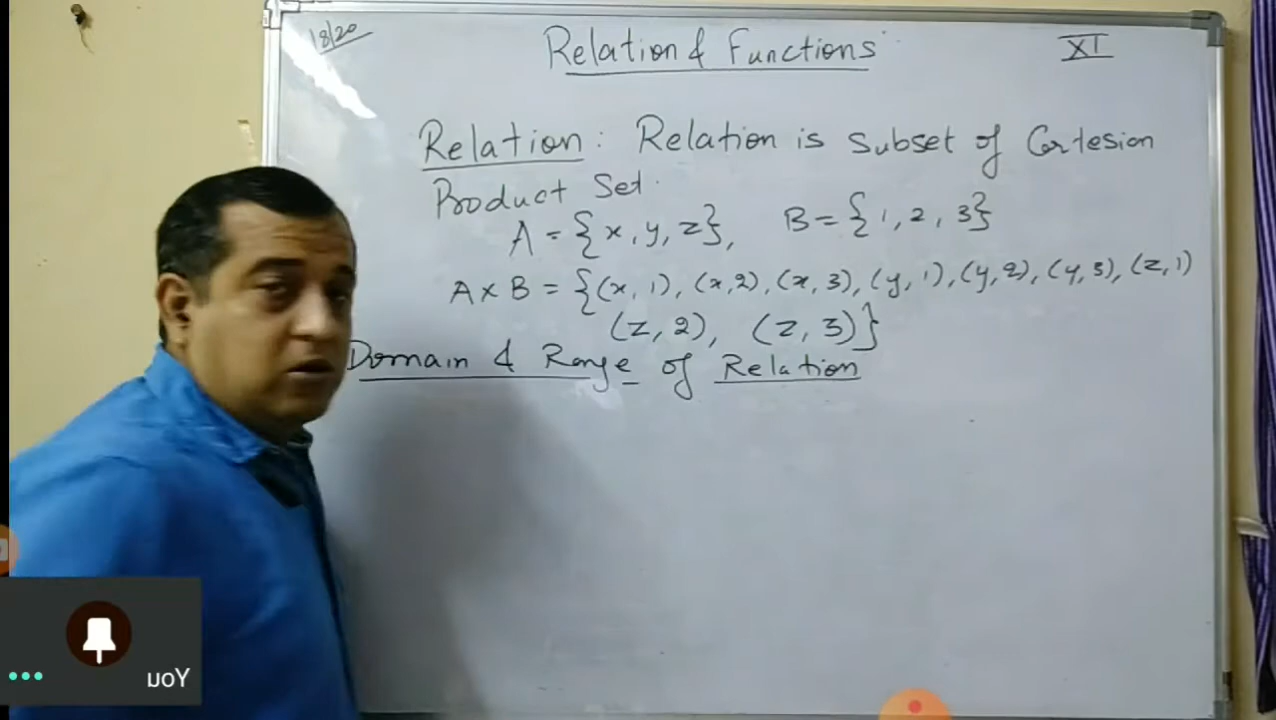 18/20
Relation & Functions
XI
Relation: Relation is Subset of Cartesion
Product Set.
A = {x, y, z}, B = {1, 2, 3}
A x B = {(x, 1), (x, 2), (x, 3), (y, 1), (y, 2), (y, 3), (z, 1)
(z, 2), (z, 3)}
Domain & Range of Relation
You